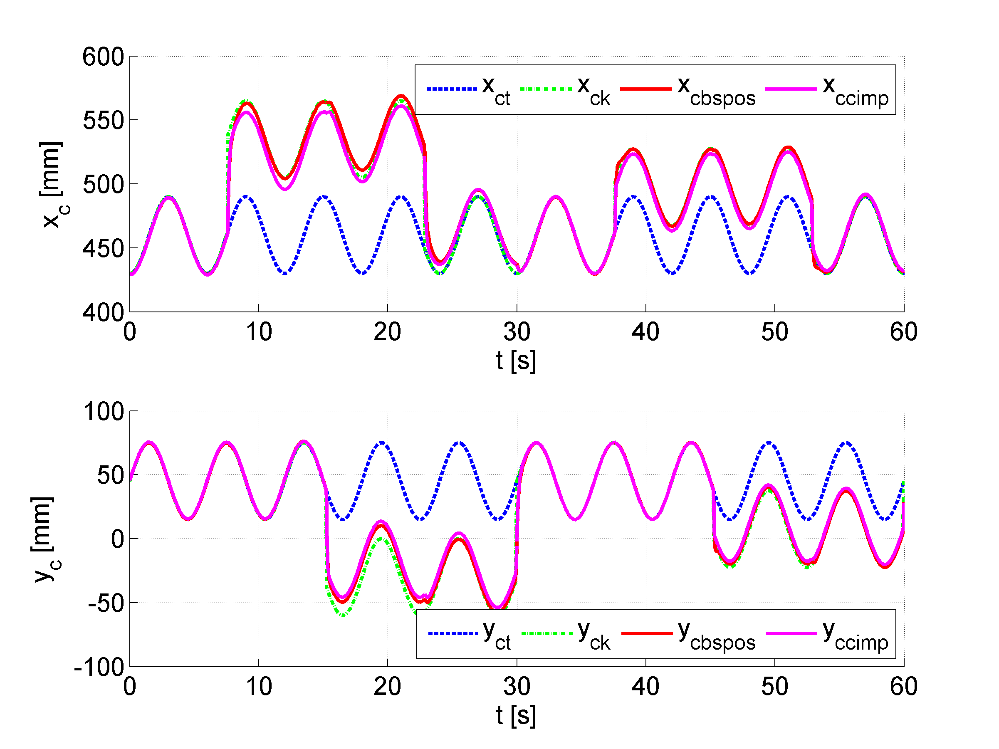 600
550
500
450
400
x_c [mm]
x_ct x_ck x_cbspos x_ccimp
0 10 20 30 40 50 60
t [s]
100
50
0
-50
-100
y_c [mm]
y_ct y_ck y_cbspos y_ccimp
0 10 20 30 40 50 60
t [s]